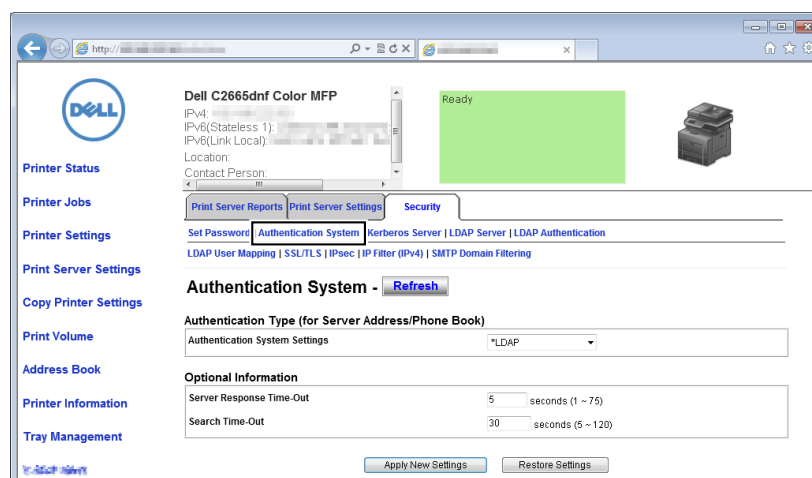 http://
DELL
Dell C2665dnf Color MFP
IPv4:
IPv6(Stateless 1):
IPv6(Link Local):
Location:
Contact Person:
Ready
Printer Status
Printer Jobs
Printer Settings
Print Server Settings
Copy Printer Settings
Print Volume
Address Book
Printer Information
Tray Management
Print Server Reports Print Server Settings Security
Set Password | Authentication System | Kerberos Server | LDAP Server | LDAP Authentication
LDAP User Mapping | SSL/TLS | IPsec | IP Filter (IPv4) | SMTP Domain Filtering
Authentication System - Refresh
Authentication Type (for Server Address/Phone Book)
Authentication System Settings *LDAP
Optional Information
Server Response Time-Out 5 seconds (1 ~ 75)
Search Time-Out 30 seconds (5 ~ 120)
Apply New Settings Restore Settings